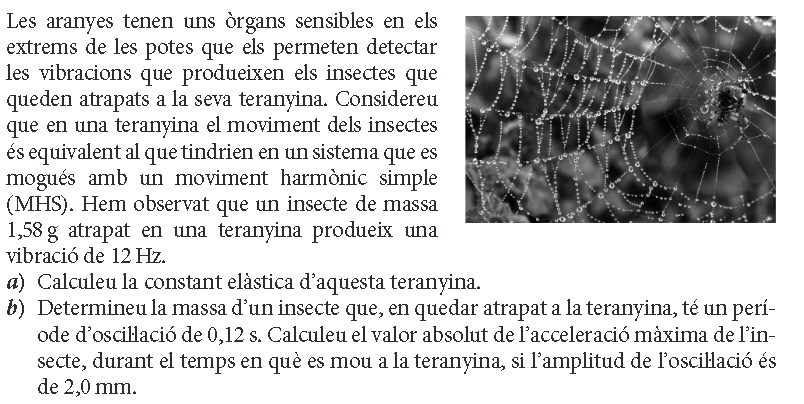 Les aranyes tenen uns òrgans sensibles en els
extrems de les potes que els permeten detectar
les vibracions que produeixen els insectes que
queden atrapats a la seva teranyina. Considereu
que en una teranyina el moviment dels insectes
és equivalent al que tindrien en un sistema que es
mogués amb un moviment harmònic simple
(MHS). Hem observat que un insecte de massa
1,58 g atrapat en una teranyina produeix una
vibració de 12 Hz.
a) Calculeu la constant elàstica d'aquesta teranyina.
b) Determineu la massa d'un insecte que, en quedar atrapat a la teranyina, té un perí-
ode d'oscil·lació de 0,12 s. Calculeu el valor absolut de l'acceleració màxima de l'in-
secte, durant el temps en què es mou a la teranyina, si l'amplitud de l'oscil·lació és
de 2,0 mm.